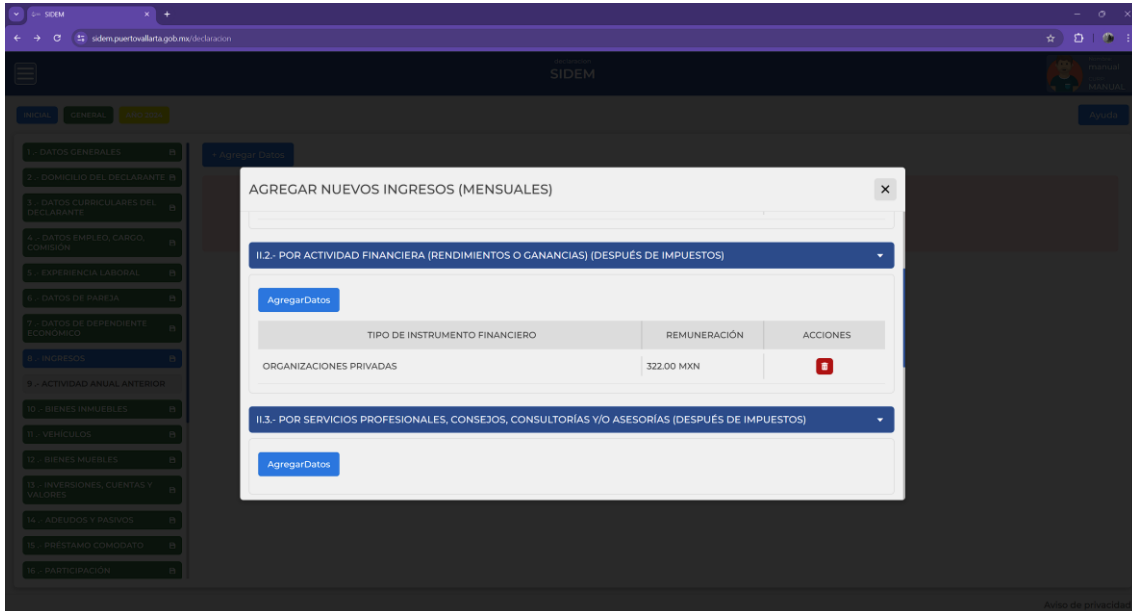 SIDEM
sidem.puertovallarta.gob.mx/declaracion
SIDEM
manual
MANUAL
INICIAL
GENERAL
Ayuda
1.- DATOS GENERALES
2.- DOMICILIO DEL DECLARANTE
3.- DATOS CURRICULARES DEL
DECLARANTE
4.- DATOS EMPLEO, CARGO,
COMISIÓN
5.- EXPERIENCIA LABORAL
6.- DATOS DE PAREJA
7.- DATOS DE DEPENDIENTE
ECONÓMICO
8.- INGRESOS
9.- ACTIVIDAD ANUAL ANTERIOR
10.- BIENES INMUEBLES
11.- VEHÍCULOS
12.- BIENES MUEBLES
13.- INVERSIONES, CUENTAS Y
VALORES
14.- ADEUDOS Y PASIVOS
15.- PRÉSTAMO COMODATO
16.- PARTICIPACIÓN
+ Agregar Datos
AGREGAR NUEVOS INGRESOS (MENSUALES)
II.2.- POR ACTIVIDAD FINANCIERA (RENDIMIENTOS O GANANCIAS) (DESPUÉS DE IMPUESTOS)
AgregarDatos
TIPO DE INSTRUMENTO FINANCIERO REMUNERACIÓN ACCIONES
ORGANIZACIONES PRIVADAS 322.00 MXN
II.3.- POR SERVICIOS PROFESIONALES, CONSEJOS, CONSULTORÍAS Y/O ASESORÍAS (DESPUÉS DE IMPUESTOS)
AgregarDatos
Aviso de privacidad